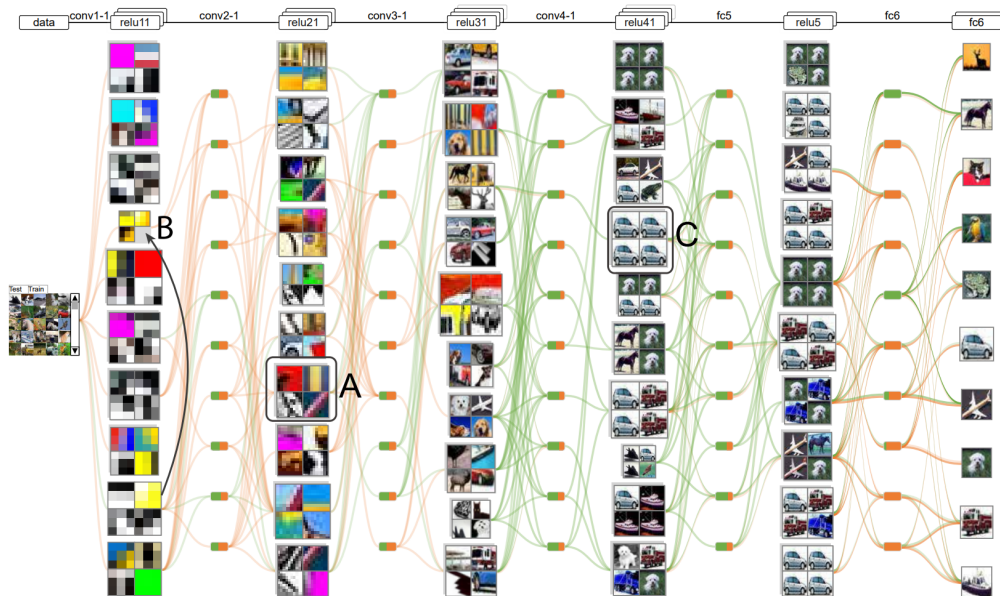 data conv1-1 relu11 conv2-1 relu21 conv3-1 relu31 conv4-1 relu41 fc5 relu5 fc6 fc6
B
C
Test Train
A